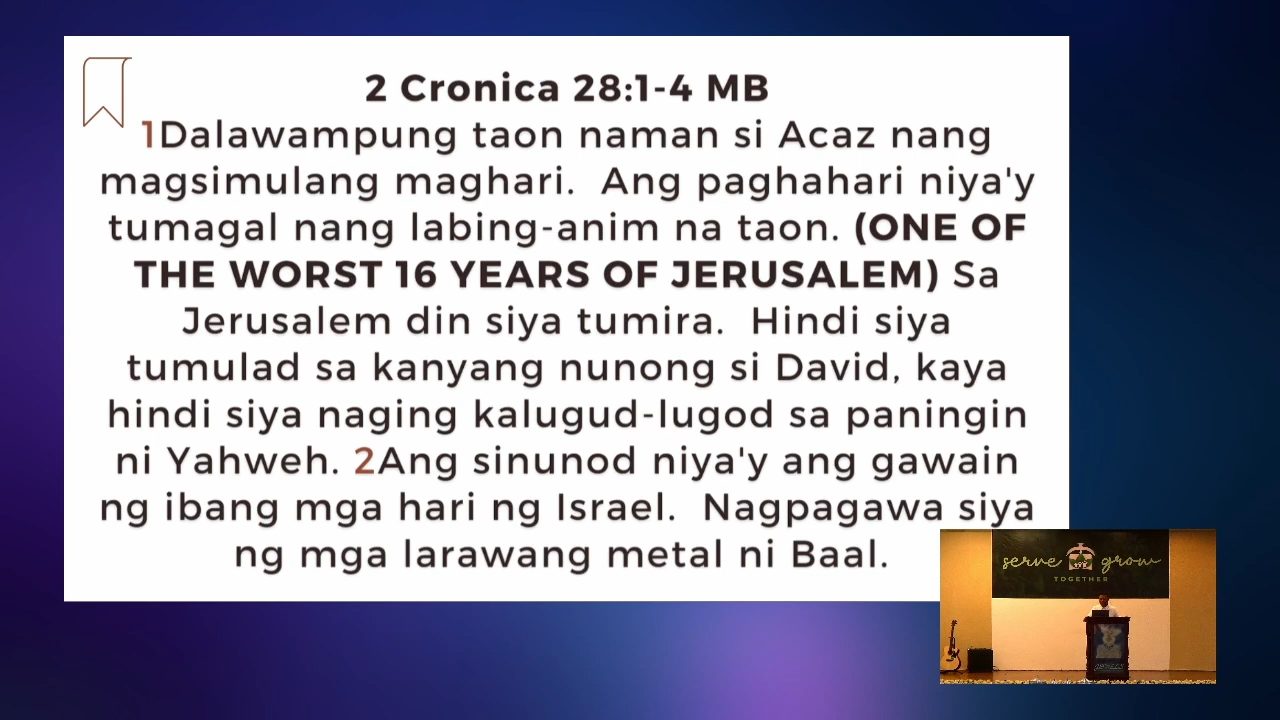 2 Cronica 28:1-4 MB
1Dalawampung taon naman si Acaz nang
magsimulang maghari.  Ang paghahari niya'y
tumagal nang labing-anim na taon. (ONE OF
THE WORST 16 YEARS OF JERUSALEM) Sa
Jerusalem din siya tumira.  Hindi siya
tumulad sa kanyang nunong si David, kaya
hindi siya naging kalugud-lugod sa paningin
ni Yahweh. 2Ang sinunod niya'y ang gawain
ng ibang mga hari ng Israel.  Nagpagawa siya
ng mga larawang metal ni Baal.
serve grow
TOGETHER